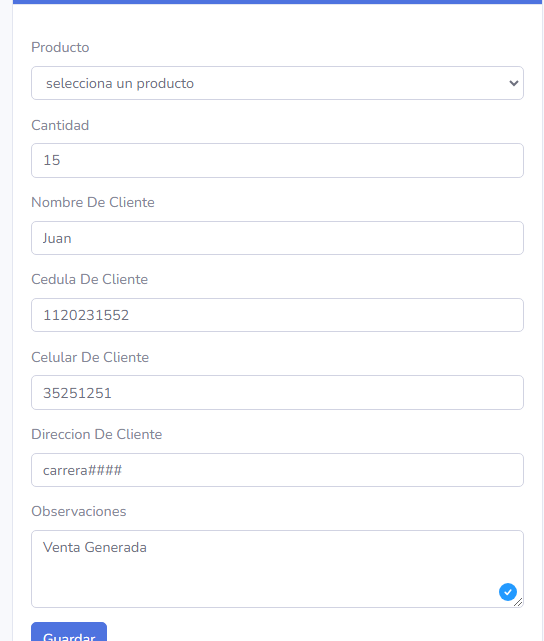 Producto
selecciona un producto
Cantidad
15
Nombre De Cliente
Juan
Cedula De Cliente
1120231552
Celular De Cliente
35251251
Direccion De Cliente
carrera####
Observaciones
Venta Generada
Guardar